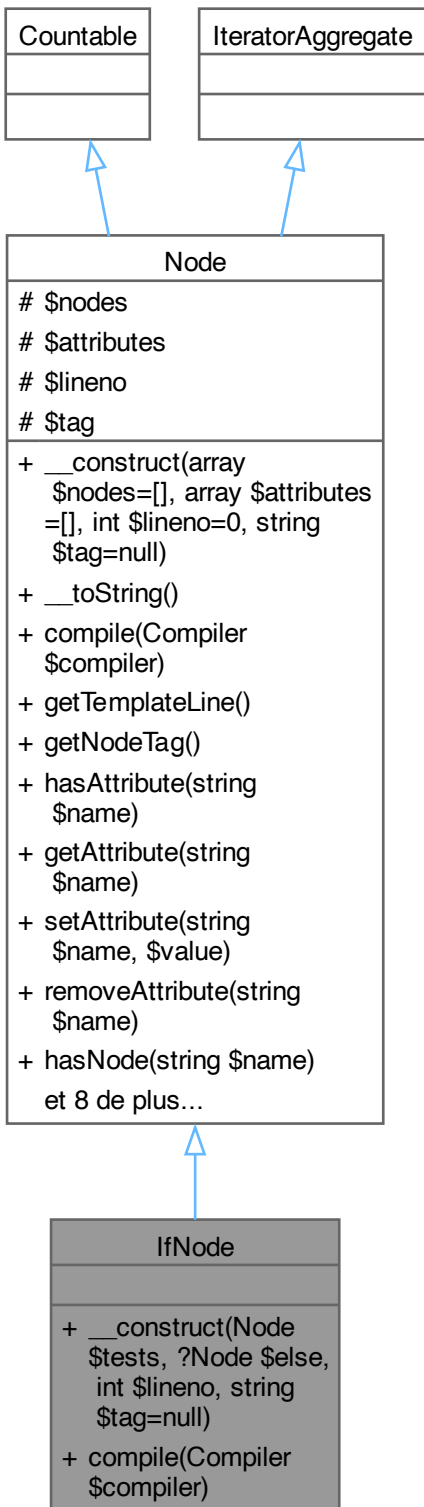 Countable
IteratorAggregate
Node
# $nodes
# $attributes
# $lineno
# $tag
+ __construct(array
$nodes=[], array $attributes
=[], int $lineno=0, string
$tag=null)
+ __toString()
+ compile(Compiler
$compiler)
+ getTemplateLine()
+ getNodeTag()
+ hasAttribute(string
$name)
+ getAttribute(string
$name)
+ setAttribute(string
$name, $value)
+ removeAttribute(string
$name)
+ hasNode(string $name)
et 8 de plus...
IfNode
+ __construct(Node
$tests, ?Node $else,
int $lineno, string
$tag=null)
+ compile(Compiler
$compiler)